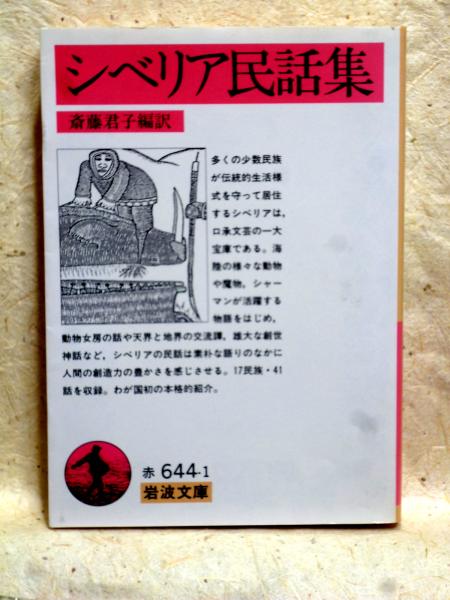 シベリア民話集
斎藤君子編訳
多くの少数民族
が伝統的生活様
式を守って居住
するシベリアは，
口承文芸の一大
宝庫である。海
陸の様々な動物
や魔物，シャー
マンが活躍する
物語をはじめ，
動物女房の話や天界と地界の交流譚，雄大な創世
神話など，シベリアの民話は素朴な語りのなかに
人間の創造力の豊かさを感じさせる。17民族・41
話を収録。わが国初の本格的紹介。
赤 644-1
岩波文庫